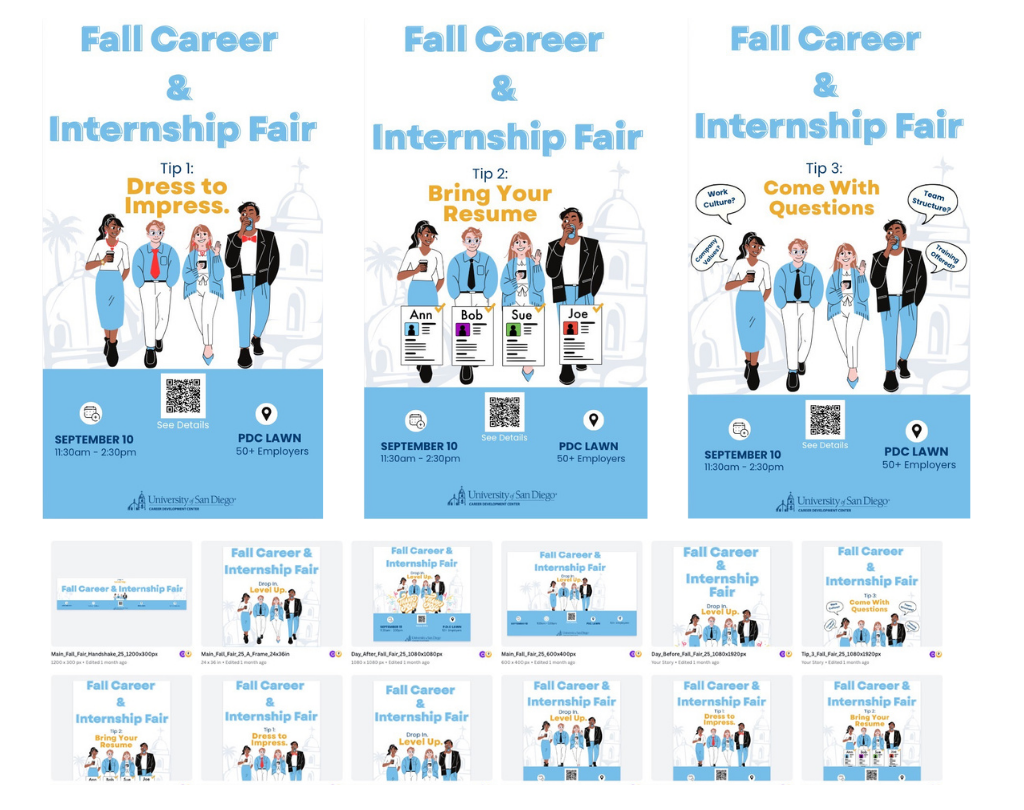 Fall Career
&
Internship Fair
Tip 1:
Dress to
Impress.
See Details
SEPTEMBER 10
11:30am - 2:30pm
PDC LAWN
50+ Employers
University of San Diego
CAREER DEVELOPMENT CENTER
Fall Career
&
Internship Fair
Tip 2:
Bring Your
Resume
Ann
Bob
Sue
Joe
See Details
SEPTEMBER 10
11:30am - 2:30pm
PDC LAWN
50+ Employers
University of San Diego
CAREER DEVELOPMENT CENTER
Fall Career
&
Internship Fair
Tip 3:
Come With
Questions
Work
Culture?
Team
Structure?
Company
Values?
Training
Offered?
See Details
SEPTEMBER 10
11:30am - 2:30pm
PDC LAWN
50+ Employers
University of San Diego
CAREER DEVELOPMENT CENTER
Fall Career & Internship Fair
Main_Fall_Fair_Handshake_25_1200x300px
1200 x 300 px • Edited 1 month ago
Fall Career &
Internship Fair
Drop In.
Level Up.
Main_Fall_Fair_25_A_Frame_24x36in
24 x 36 in • Edited 1 month ago
Fall Career &
Internship Fair
Drop In.
Level Up.
Day_After_Fall_Fair_25_1080x1080px
1080 x 1080 px • Edited 1 month ago
Fall Career &
Internship Fair
Drop In.
Level Up.
Main_Fall_Fair_25_600x400px
600 x 400 px • Edited 1 month ago
Fall Career
&
Internship
Fair
Drop In.
Level Up.
Day_Before_Fall_Fair_25_1080x1920px
Your Story • Edited 1 month ago
Fall Career
&
Internship Fair
Tip 3:
Come With
Questions
Tip_3_Fall_Fair_25_1080x1920px
Your Story • Edited 1 month ago
Fall Career
&
Internship Fair
Tip 2:
Bring Your
Resume
Fall Career
&
Internship Fair
Tip 1:
Dress to
Impress.
Fall Career
&
Internship Fair
Drop In.
Level Up.
Fall Career &
Internship Fair
Drop In.
Level Up.
Fall Career &
Internship Fair
Tip 1:
Dress to
Impress.
Fall Career &
Internship Fair
Tip 2:
Bring Your
Resume